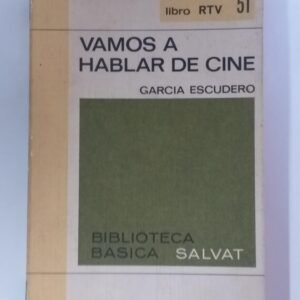 libro RTV 51
VAMOS A
HABLAR DE CINE
GARCIA ESCUDERO
BIBLIOTECA
BASICA SALVAT